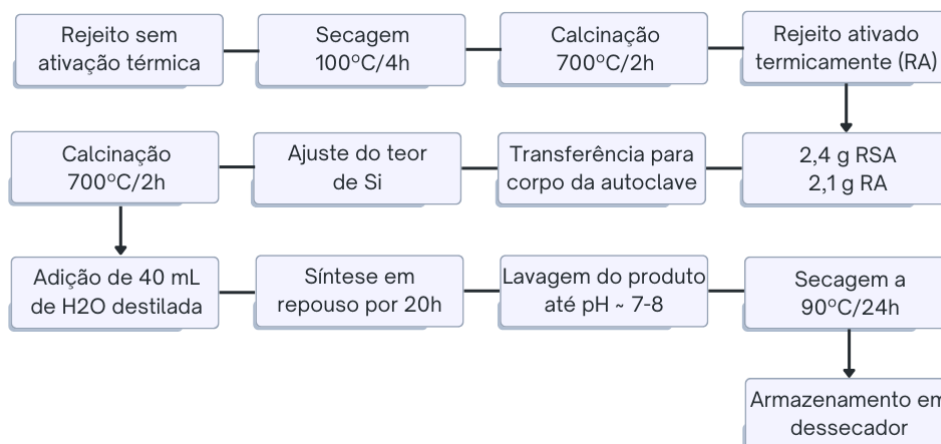 Rejeito sem
ativação térmica
Secagem
100ºC/4h
Calcinação
700ºC/2h
Rejeito ativado
termicamente (RA)
2,4 g RSA
2,1 g RA
Transferência para
corpo da autoclave
Ajuste do teor
de Si
Calcinação
700ºC/2h
Adição de 40 mL
de H2O destilada
Síntese em
repouso por 20h
Lavagem do produto
até pH ~ 7-8
Secagem a
90ºC/24h
Armazenamento em
dessecador